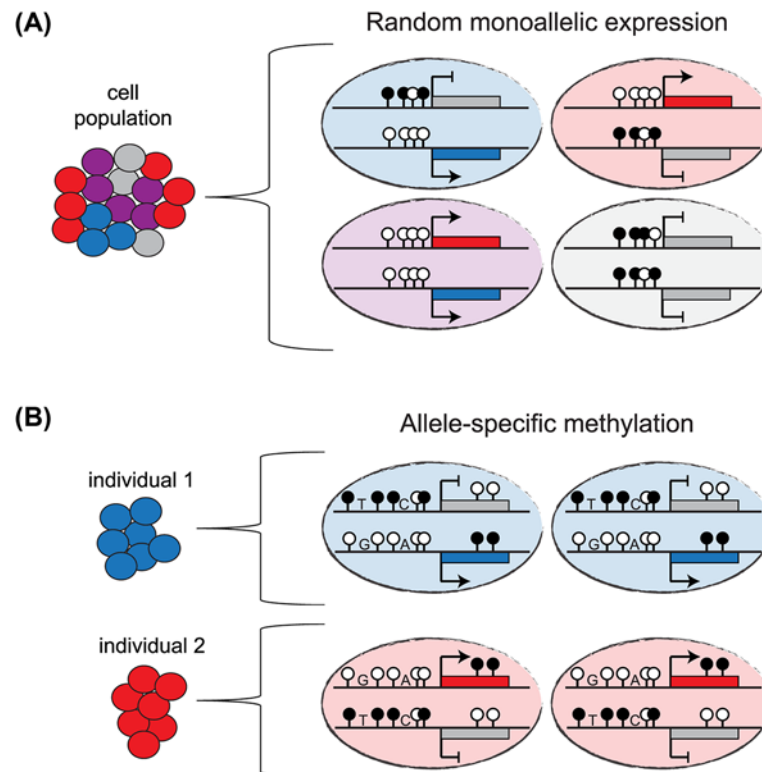 (A)
Random monoallelic expression
cell
population
(B)
Allele-specific methylation
individual 1
T C
G A
T C
G A
individual 2
G A
T C
G A
T C